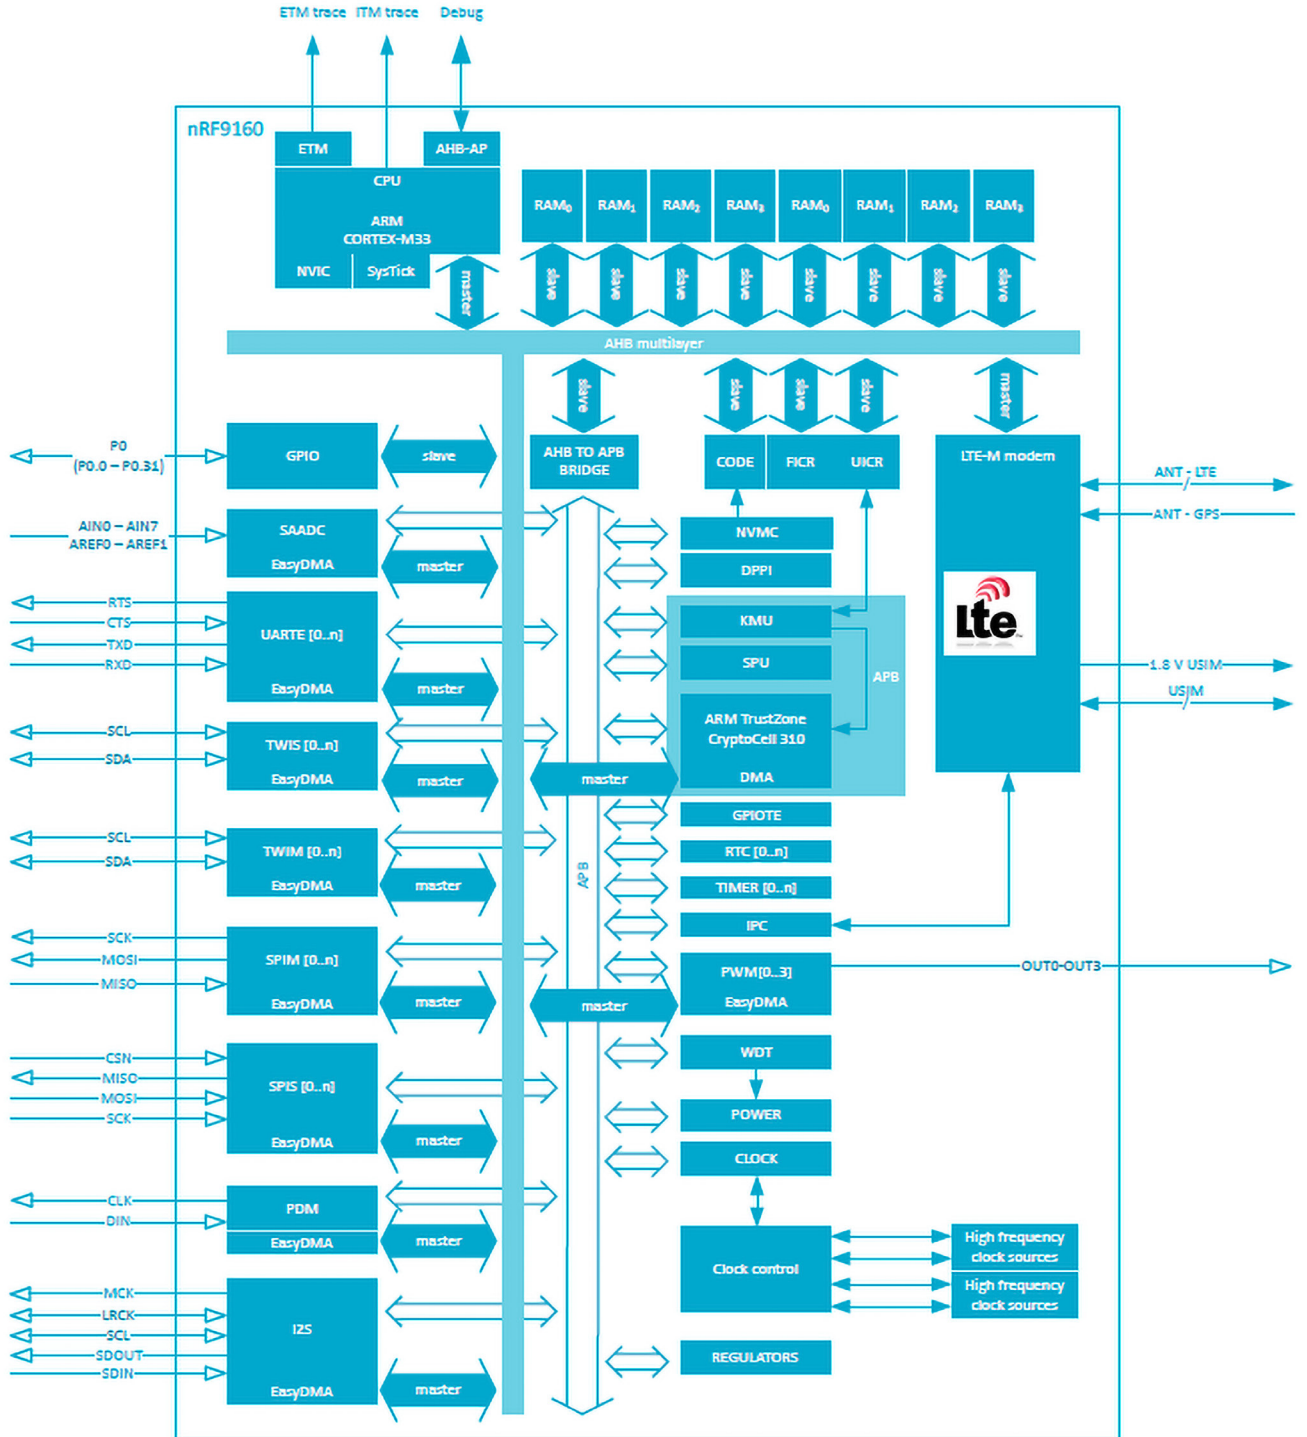 ETM trace ITM trace Debug
nRF9160
ETM
AHB-AP
CPU
ARM
CORTEX-M33
NVIC
SysTick
master
RAM0
RAM1
RAM2
RAM3
RAM0
RAM1
RAM2
RAM3
slave
slave
slave
slave
slave
slave
slave
slave
AHB multilayer
slave
slave
slave
slave
master
P0
(P0.0 – P0.31)
GPIO
slave
AHB TO APB
BRIDGE
CODE
FICR
UICR
LTE-M modem
ANT - LTE
ANT - GPS
AIN0 – AIN7
AREF0 – AREF1
SAADC
EasyDMA
master
NVMC
DPPI
RTS
CTS
TXD
RXD
UARTE [0..n]
EasyDMA
master
KMU
SPU
APB
Lte
1.8 V USIM
USIM
SCL
SDA
TWIS [0..n]
EasyDMA
master
ARM TrustZone
CryptoCell 310
DMA
master
GPIOTE
SCL
SDA
TWIM [0..n]
EasyDMA
master
APB
RTC [0..n]
TIMER [0..n]
IPC
SCK
MOSI
MISO
SPIM [0..n]
EasyDMA
master
master
PWM[0..3]
EasyDMA
OUT0-OUT3
CSN
MISO
MOSI
SCK
SPIS [0..n]
EasyDMA
master
WDT
POWER
CLOCK
CLK
DIN
PDM
EasyDMA
master
Clock control
High frequency
clock sources
High frequency
clock sources
MCK
LRCK
SCL
SDOUT
SDIN
I2S
EasyDMA
master
REGULATORS